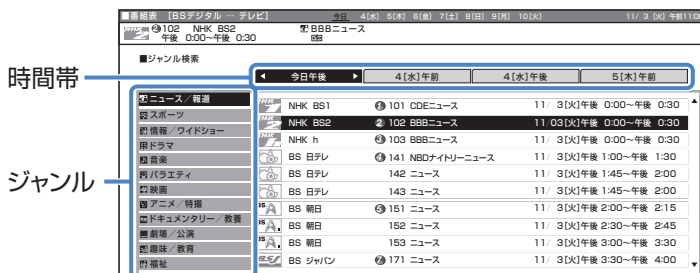 ■番組表 [BSデジタル … テレビ] 今日 4[水] 5[木] 6[金] 7[土] 8[日] 9[月] 10[火] 11/ 3 [火] 午前11:00
②102 NHK BS2 BBBニュース
午後 0:00~午後 0:30
■ジャンル検索
時間帯
◀ 今日午後 ▶ 4[水]午前 4[水]午後 5[木]午前
ジャンル
ニュース/報道
スポーツ
情報/ワイドショー
ドラマ
音楽
バラエティ
映画
アニメ/特撮
ドキュメンタリー/教養
劇場/公演
趣味/教育
福祉
NHK BS1 ①101 CDEニュース 11/ 3[火]午後 0:00~午後 0:30
NHK BS2 ②102 BBBニュース 11/03[火]午後 0:00~午後 0:30
NHK h ③103 BBBニュース 11/ 3[火]午後 0:00~午後 0:30
BS 日テレ ④141 NBDナイトリーニュース 11/ 3[火]午後 1:00~午後 1:30
BS 日テレ 142 ニュース 11/ 3[火]午後 1:45~午後 2:00
BS 日テレ 143 ニュース 11/ 3[火]午後 1:45~午後 2:00
BS 朝日 ⑤151 ニュース 11/ 3[火]午後 2:00~午後 2:15
BS 朝日 152 ニュース 11/ 3[火]午後 2:30~午後 2:45
BS 朝日 153 ニュース 11/ 3[火]午後 3:00~午後 3:30
BS ジャパン ⑦171 ニュース 11/ 3[火]午後 3:30~午後 4:00